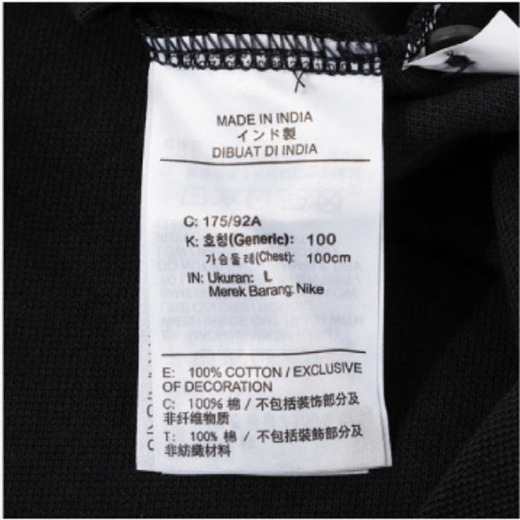 MADE IN INDIA
インド製
DIBUAT DI INDIA
C: 175/92A
K: 호칭(Generic): 100
가슴둘레(Chest): 100cm
IN: Ukuran: L
Merek Barang: Nike
E: 100% COTTON / EXCLUSIVE
OF DECORATION
C: 100% 棉 / 不包括装饰部分及
非纤维物质
T: 100% 棉 / 不包括裝飾部分及
非紡織材料